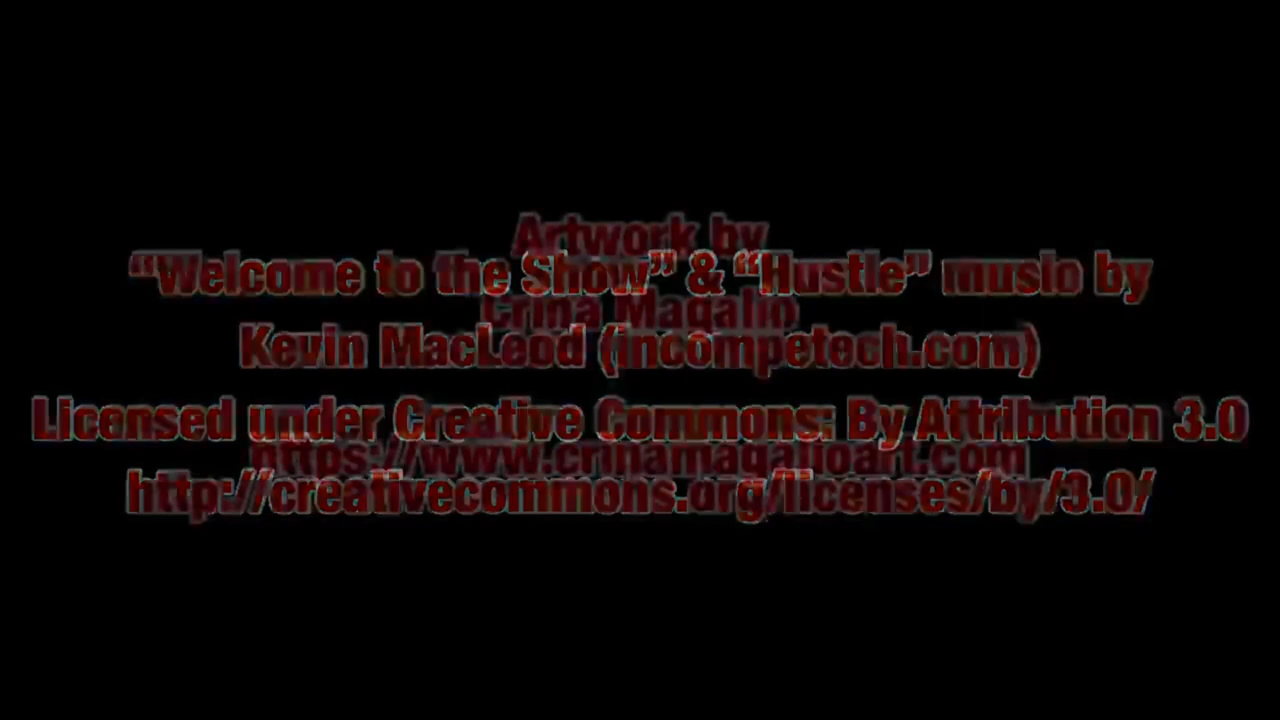 Artwork by
“Welcome to the Show” & “Hustle” music by
Crina Magalio
Kevin MacLeod (incompetech.com)
Licensed under Creative Commons: By Attribution 3.0
https://www.crinamagalioart.com
http://creativecommons.org/licenses/by/3.0/